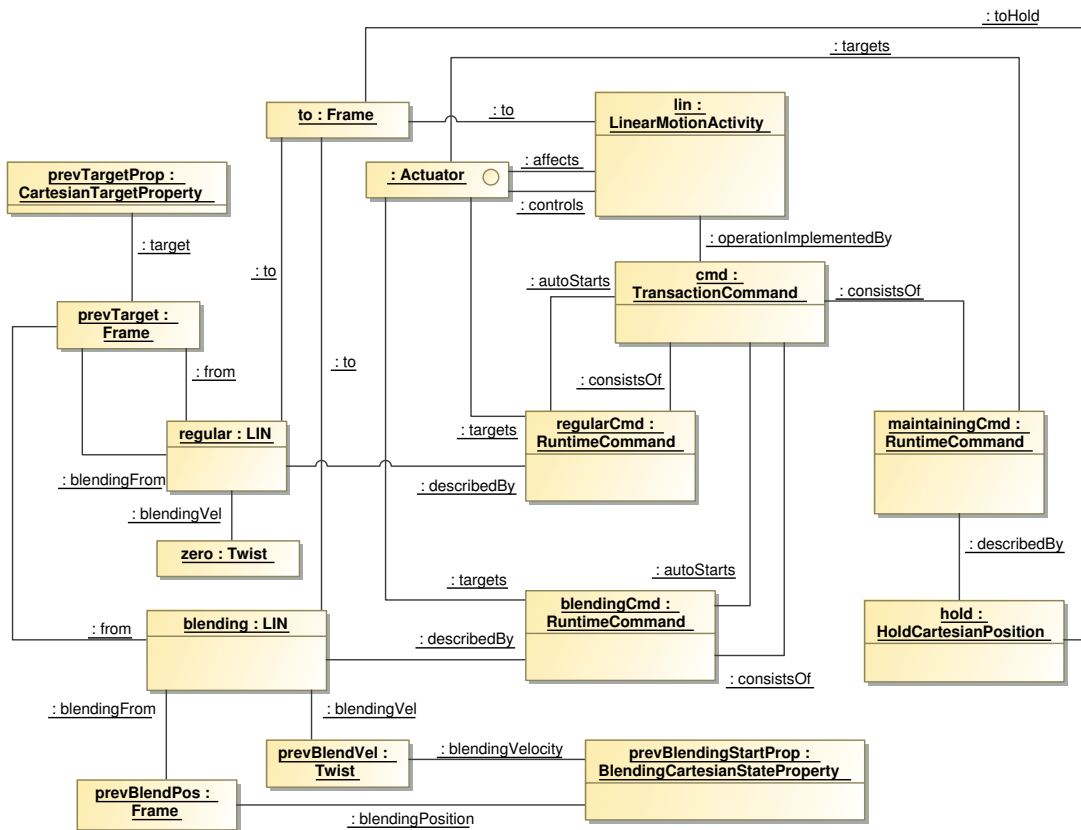 : toHold
: targets
to : Frame
: to
lin :
LinearMotionActivity
prevTargetProp :
CartesianTargetProperty
: Actuator
: affects
: controls
: operationImplementedBy
: target
: to
cmd :
TransactionCommand
: autoStarts
: consistsOf
prevTarget :
Frame
: from
: to
: consistsOf
regular : LIN
: targets
regularCmd :
RuntimeCommand
maintainingCmd :
RuntimeCommand
: blendingFrom
: describedBy
: blendingVel
zero : Twist
: describedBy
: targets
: autoStarts
blending : LIN
: from
blendingCmd :
RuntimeCommand
hold :
HoldCartesianPosition
: describedBy
: consistsOf
: blendingFrom
: blendingVel
prevBlendVel :
Twist
: blendingVelocity
prevBlendingStartProp :
BlendingCartesianStateProperty
prevBlendPos :
Frame
: blendingPosition